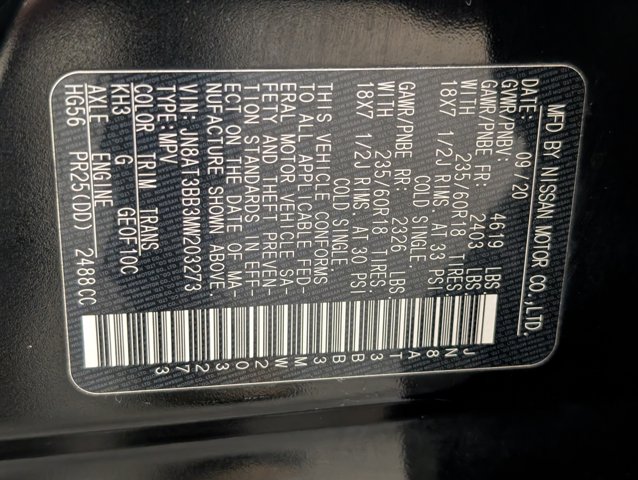 MFD BY NISSAN MOTOR CO.,LTD.
DATE: 09/20
GVWR/PNBV: 4619 LBS
GAWR/PNBE FR: 2463 LBS
WITH 235/60R18 TIRES
18X7 1/2J RIMS. AT 33 PSI
COLD SINGLE.
GAWR/PNBE RR: 2326 LBS
WITH 235/60R18 TIRES.
18X7 1/2J RIMS. AT 30 PSI
COLD SINGLE.
THIS VEHICLE CONFORMS
TO ALL APPLICABLE FED-
ERAL MOTOR VEHICLE SA-
FETY AND THEFT PREVEN-
TION STANDARDS IN EFF-
ECT ON THE DATE OF MA-
NUFACTURE SHOWN ABOVE.
VIN: JN8AT3BB3MW203273
TYPE: MPV
COLOR TRIM TRANS
KH3 G GE0F10C
AXLE ENGINE
HG56 PR25(DD) 2488CC
JN8AT3BB3MW203273